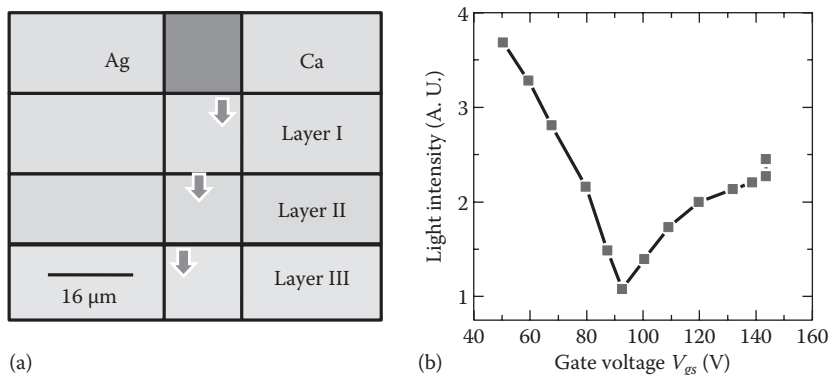 Ag
Ca
Layer I
Layer II
Layer III
16 μm
(a)
4
3
2
1
Light intensity (A. U.)
40 60 80 100 120 140 160
Gate voltage Vgs (V)
(b)